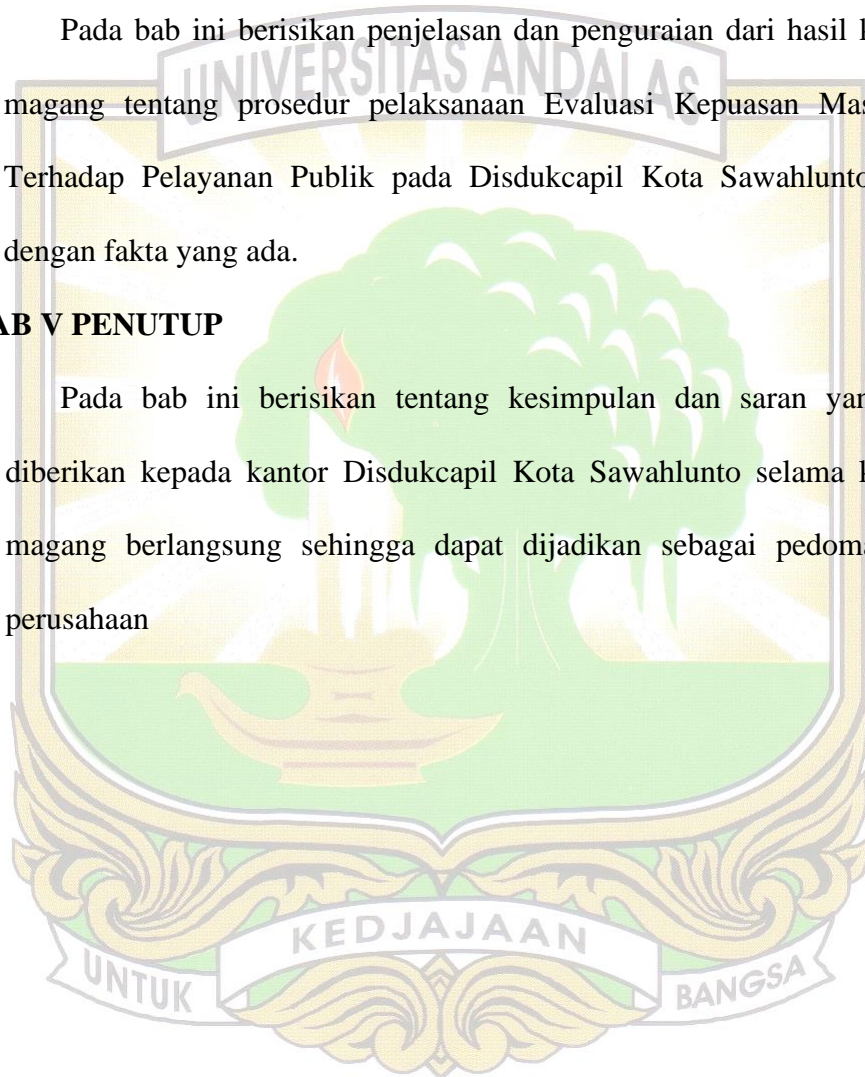 Pada bab ini berisikan penjelasan dan penguraian dari hasil
magang tentang prosedur pelaksanaan Evaluasi Kepuasan
Terhadap Pelayanan Publik pada Disdukcapil Kota Sawahlunto
dengan fakta yang ada.
AB V PENUTUP
Pada bab ini berisikan tentang kesimpulan dan saran
diberikan kepada kantor Disdukcapil Kota Sawahlunto selama
magang berlangsung sehingga dapat dijadikan sebagai
perusahaan
UNIVERSITAS ANDALAS
UNTUK KEDJAJAAN BANGSA